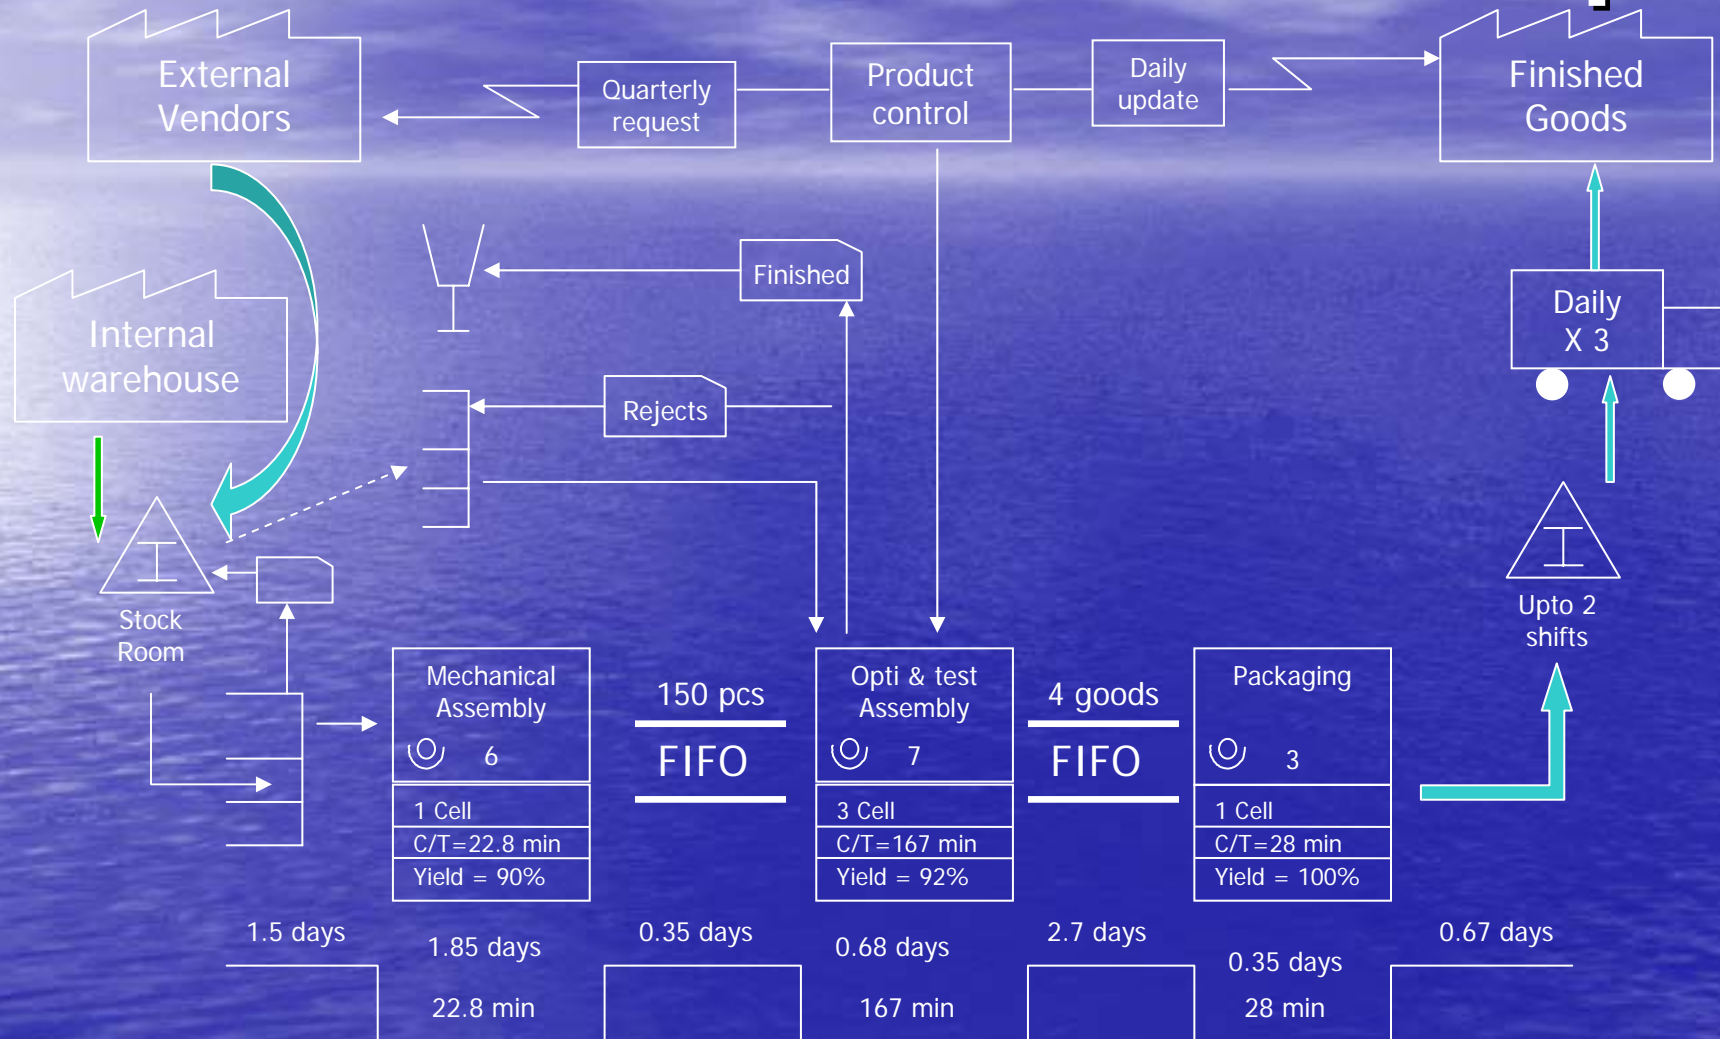 External
Vendors
Quarterly
request
Product
control
Daily
update
Finished
Goods
Finished
Internal
warehouse
Daily
X 3
Rejects
Stock
Room
Upto 2
shifts
Mechanical
Assembly
6
1 Cell
C/T=22.8 min
Yield = 90%
150 pcs
FIFO
Opti & test
Assembly
7
3 Cell
C/T=167 min
Yield = 92%
4 goods
FIFO
Packaging
3
1 Cell
C/T=28 min
Yield = 100%
1.5 days
1.85 days
0.35 days
0.68 days
2.7 days
0.35 days
0.67 days
22.8 min
167 min
28 min